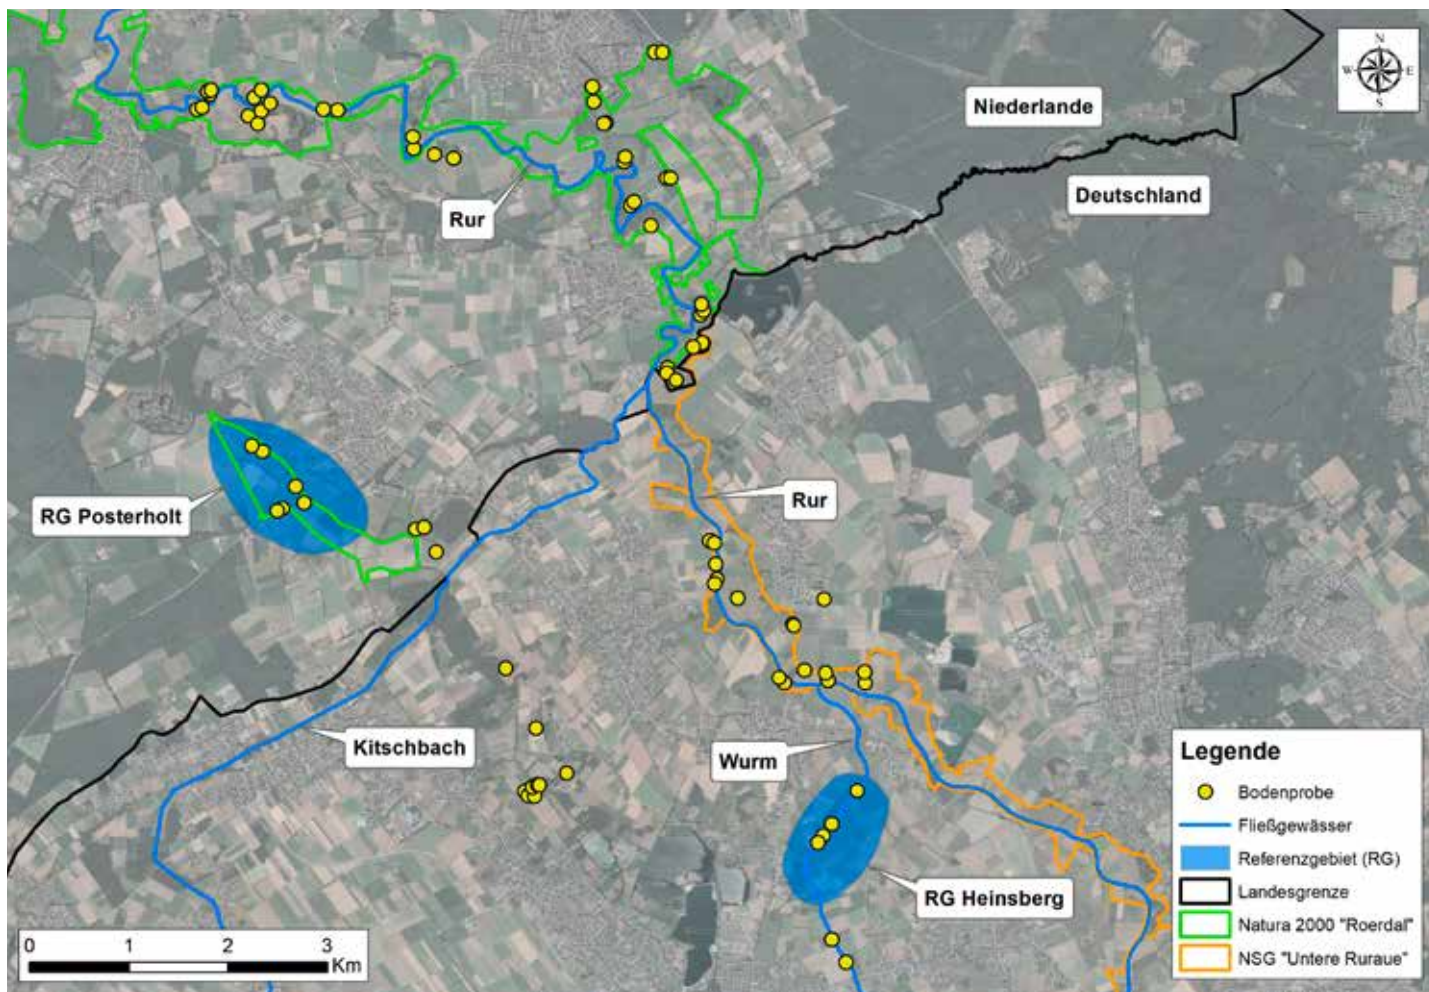 N
W E
S
Niederlande
Deutschland
Rur
RG Posterholt
Rur
Kitschbach
Wurm
RG Heinsberg
Legende
Bodenprobe
Fließgewässer
Referenzgebiet (RG)
Landesgrenze
Natura 2000 "Roerdal"
NSG "Untere Ruraue"
0 1 2 3
Km